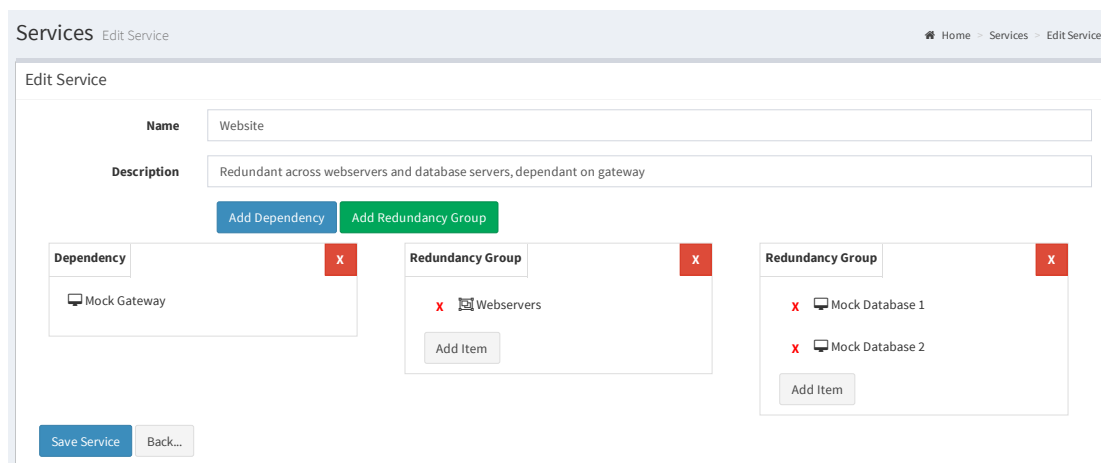 Services Edit Service Home > Services > Edit Service
Edit Service
Name Website
Description Redundant across webservers and database servers, dependant on gateway
Add Dependency Add Redundancy Group
Dependency X Redundancy Group X Redundancy Group X
Mock Gateway X Webservers X Mock Database 1
Add Item X Mock Database 2
Add Item
Save Service Back...